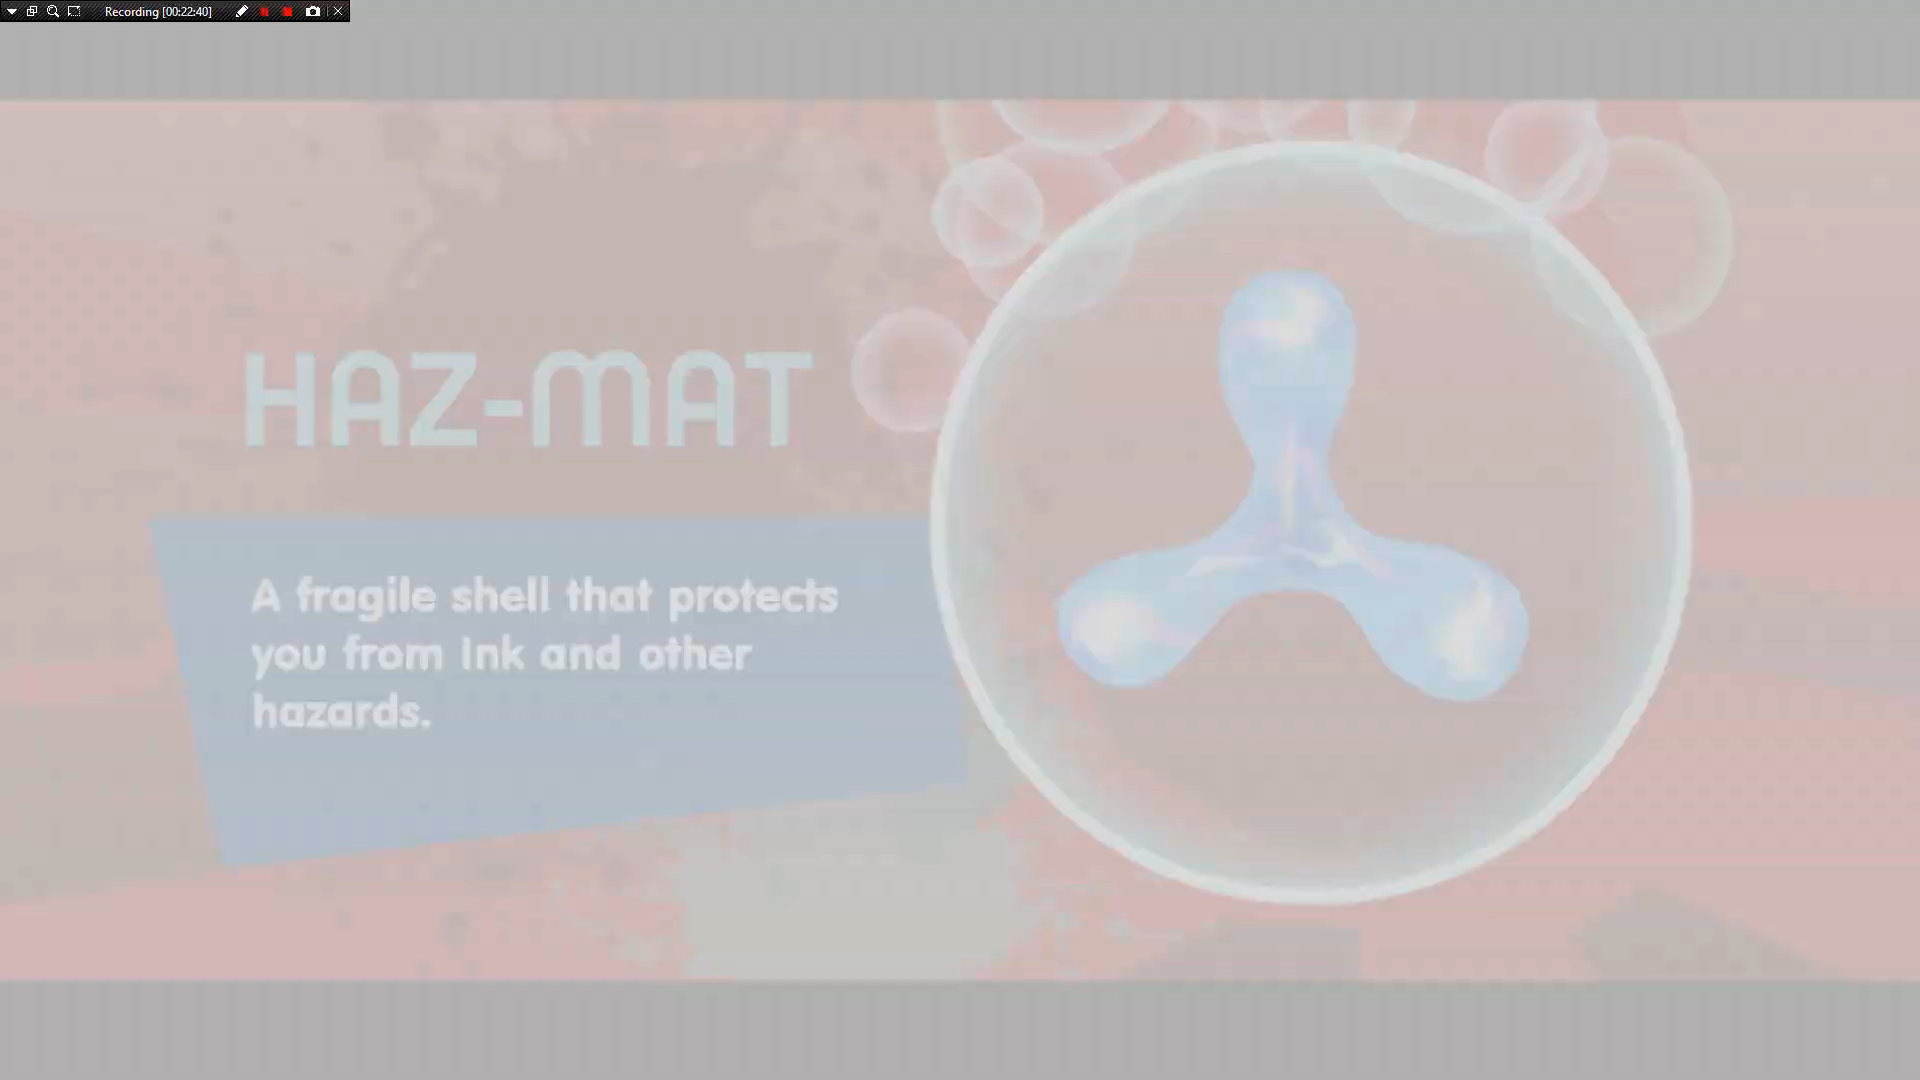 Recording [00:22:40]
HAZ-MAT
A fragile shell that protects
you from ink and other
hazards.